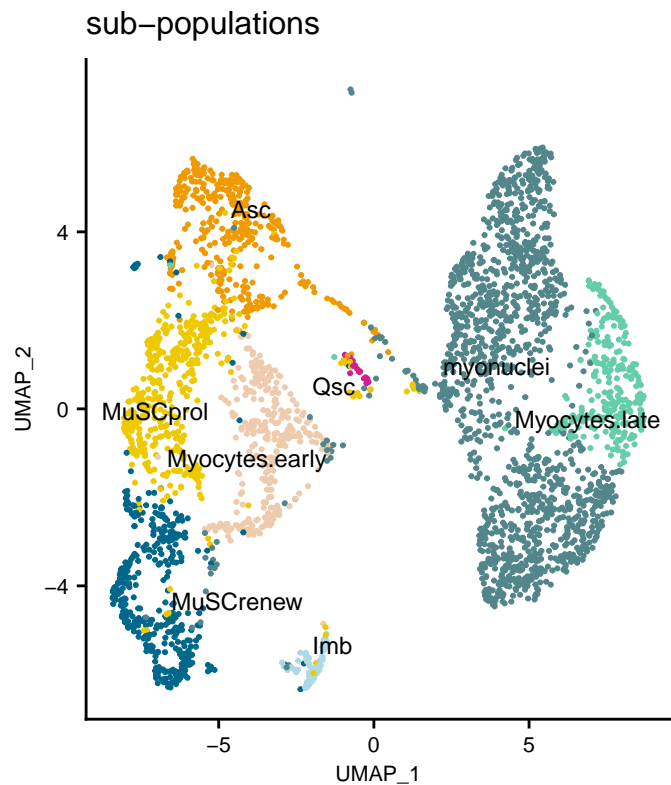 sub−populations
Asc
4
UMAP_2
myonuclei
Qsc
0
MuSCprol
Myocytes.late
Myocytes.early
−4
MuSCrenew
Imb
−5
0
5
UMAP_1